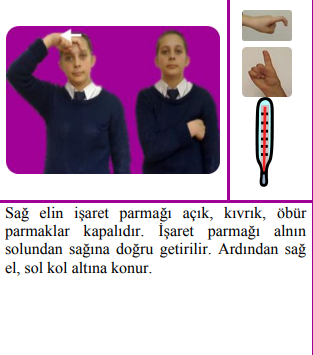 Sağ elin işaret parmağı açık, kıvrık, öbür
parmaklar kapalıdır. İşaret parmağı alnın
solundan sağına doğru getirilir. Ardından sağ
el, sol kol altına konur.